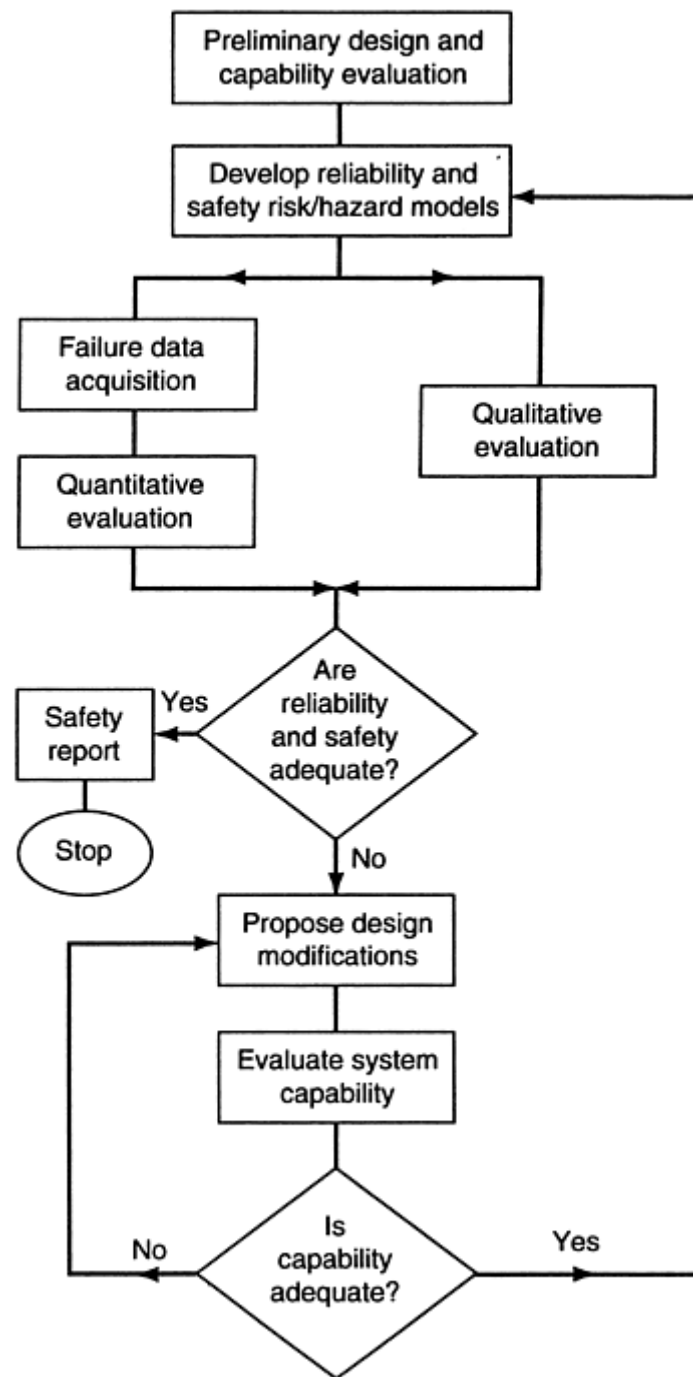 Preliminary design and
capability evaluation
Develop reliability and
safety risk/hazard models
Failure data
acquisition
Qualitative
evaluation
Quantitative
evaluation
Are
reliability
and safety
adequate?
Yes
Safety
report
Stop
No
Propose design
modifications
Evaluate system
capability
Is
capability
adequate?
No
Yes